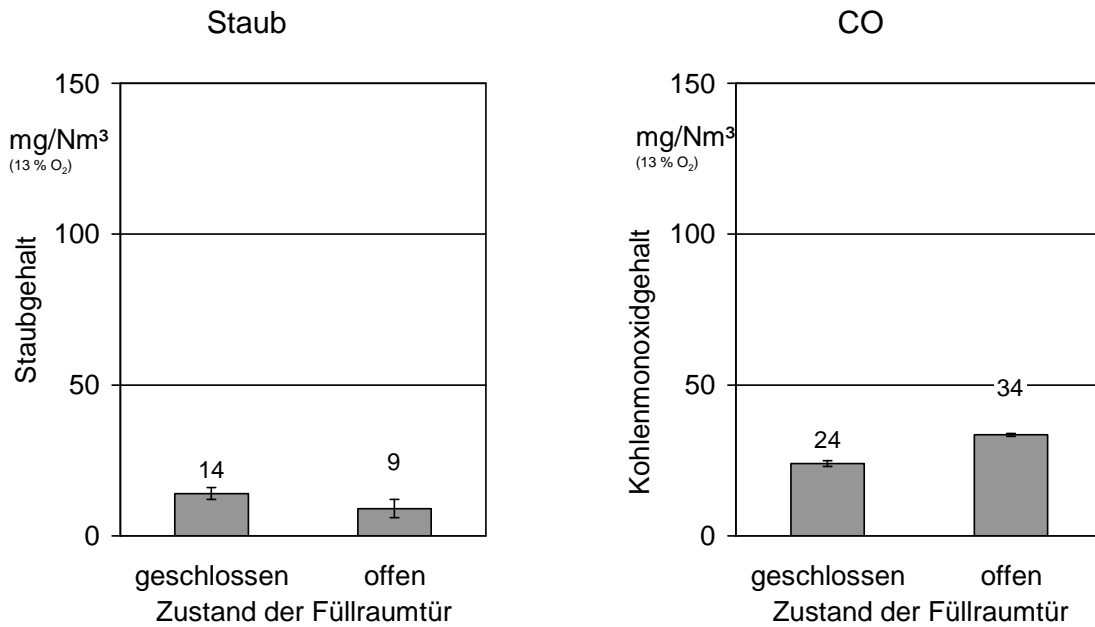 Staub
150
mg/Nm³
(13 % O₂)
100
50
0
Staubgehalt
14
9
geschlossen offen
Zustand der Füllraumtür
CO
150
mg/Nm³
(13 % O₂)
100
50
0
Kohlenmonoxidgehalt
24
34
geschlossen offen
Zustand der Füllraumtür